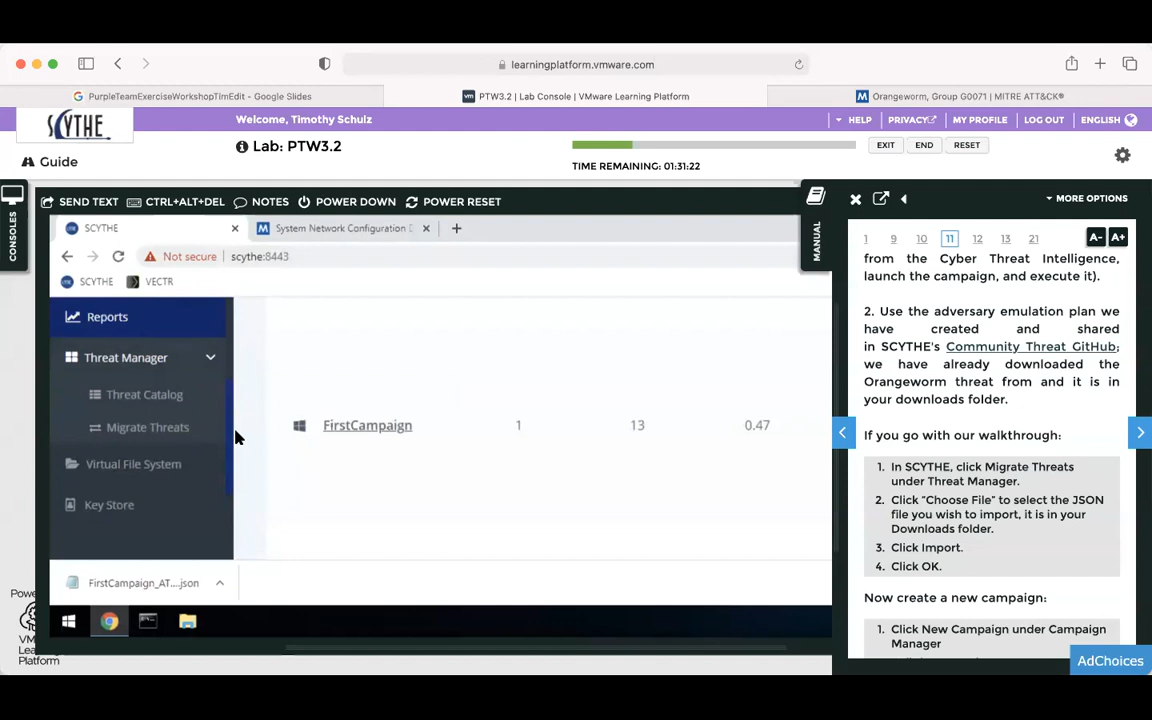 learningplatform.vmware.com
PurpleTeamExerciseWorkshopTimEdit - Google Slides
PTW3.2 | Lab Console | VMware Learning Platform
Orangeworm, Group G0071 | MITRE ATT&CK®
SCYTHE
Welcome, Timothy Schulz
HELP
PRIVACY
MY PROFILE
LOG OUT
ENGLISH
Guide
Lab: PTW3.2
EXIT
END
RESET
TIME REMAINING: 01:31:22
CONSOLES
SEND TEXT
CTRL+ALT+DEL
NOTES
POWER DOWN
POWER RESET
MANUAL
MORE OPTIONS
SCYTHE
System Network Configuration
Not secure
scythe:8443
SCYTHE
VECTR
Reports
Threat Manager
Threat Catalog
Migrate Threats
Virtual File System
Key Store
FirstCampaign
1
13
0.47
FirstCampaign_AT....json
Powe
VM
Lea
Platform
1 9 10 11 12 13 21
A- A+
from the Cyber Threat Intelligence,
launch the campaign, and execute it).
2. Use the adversary emulation plan we
have created and shared
in SCYTHE's Community Threat GitHub;
we have already downloaded the
Orangeworm threat from and it is in
your downloads folder.
If you go with our walkthrough:
1. In SCYTHE, click Migrate Threats
under Threat Manager.
2. Click "Choose File" to select the JSON
file you wish to import, it is in your
Downloads folder.
3. Click Import.
4. Click OK.
Now create a new campaign:
1. Click New Campaign under Campaign
Manager
AdChoices